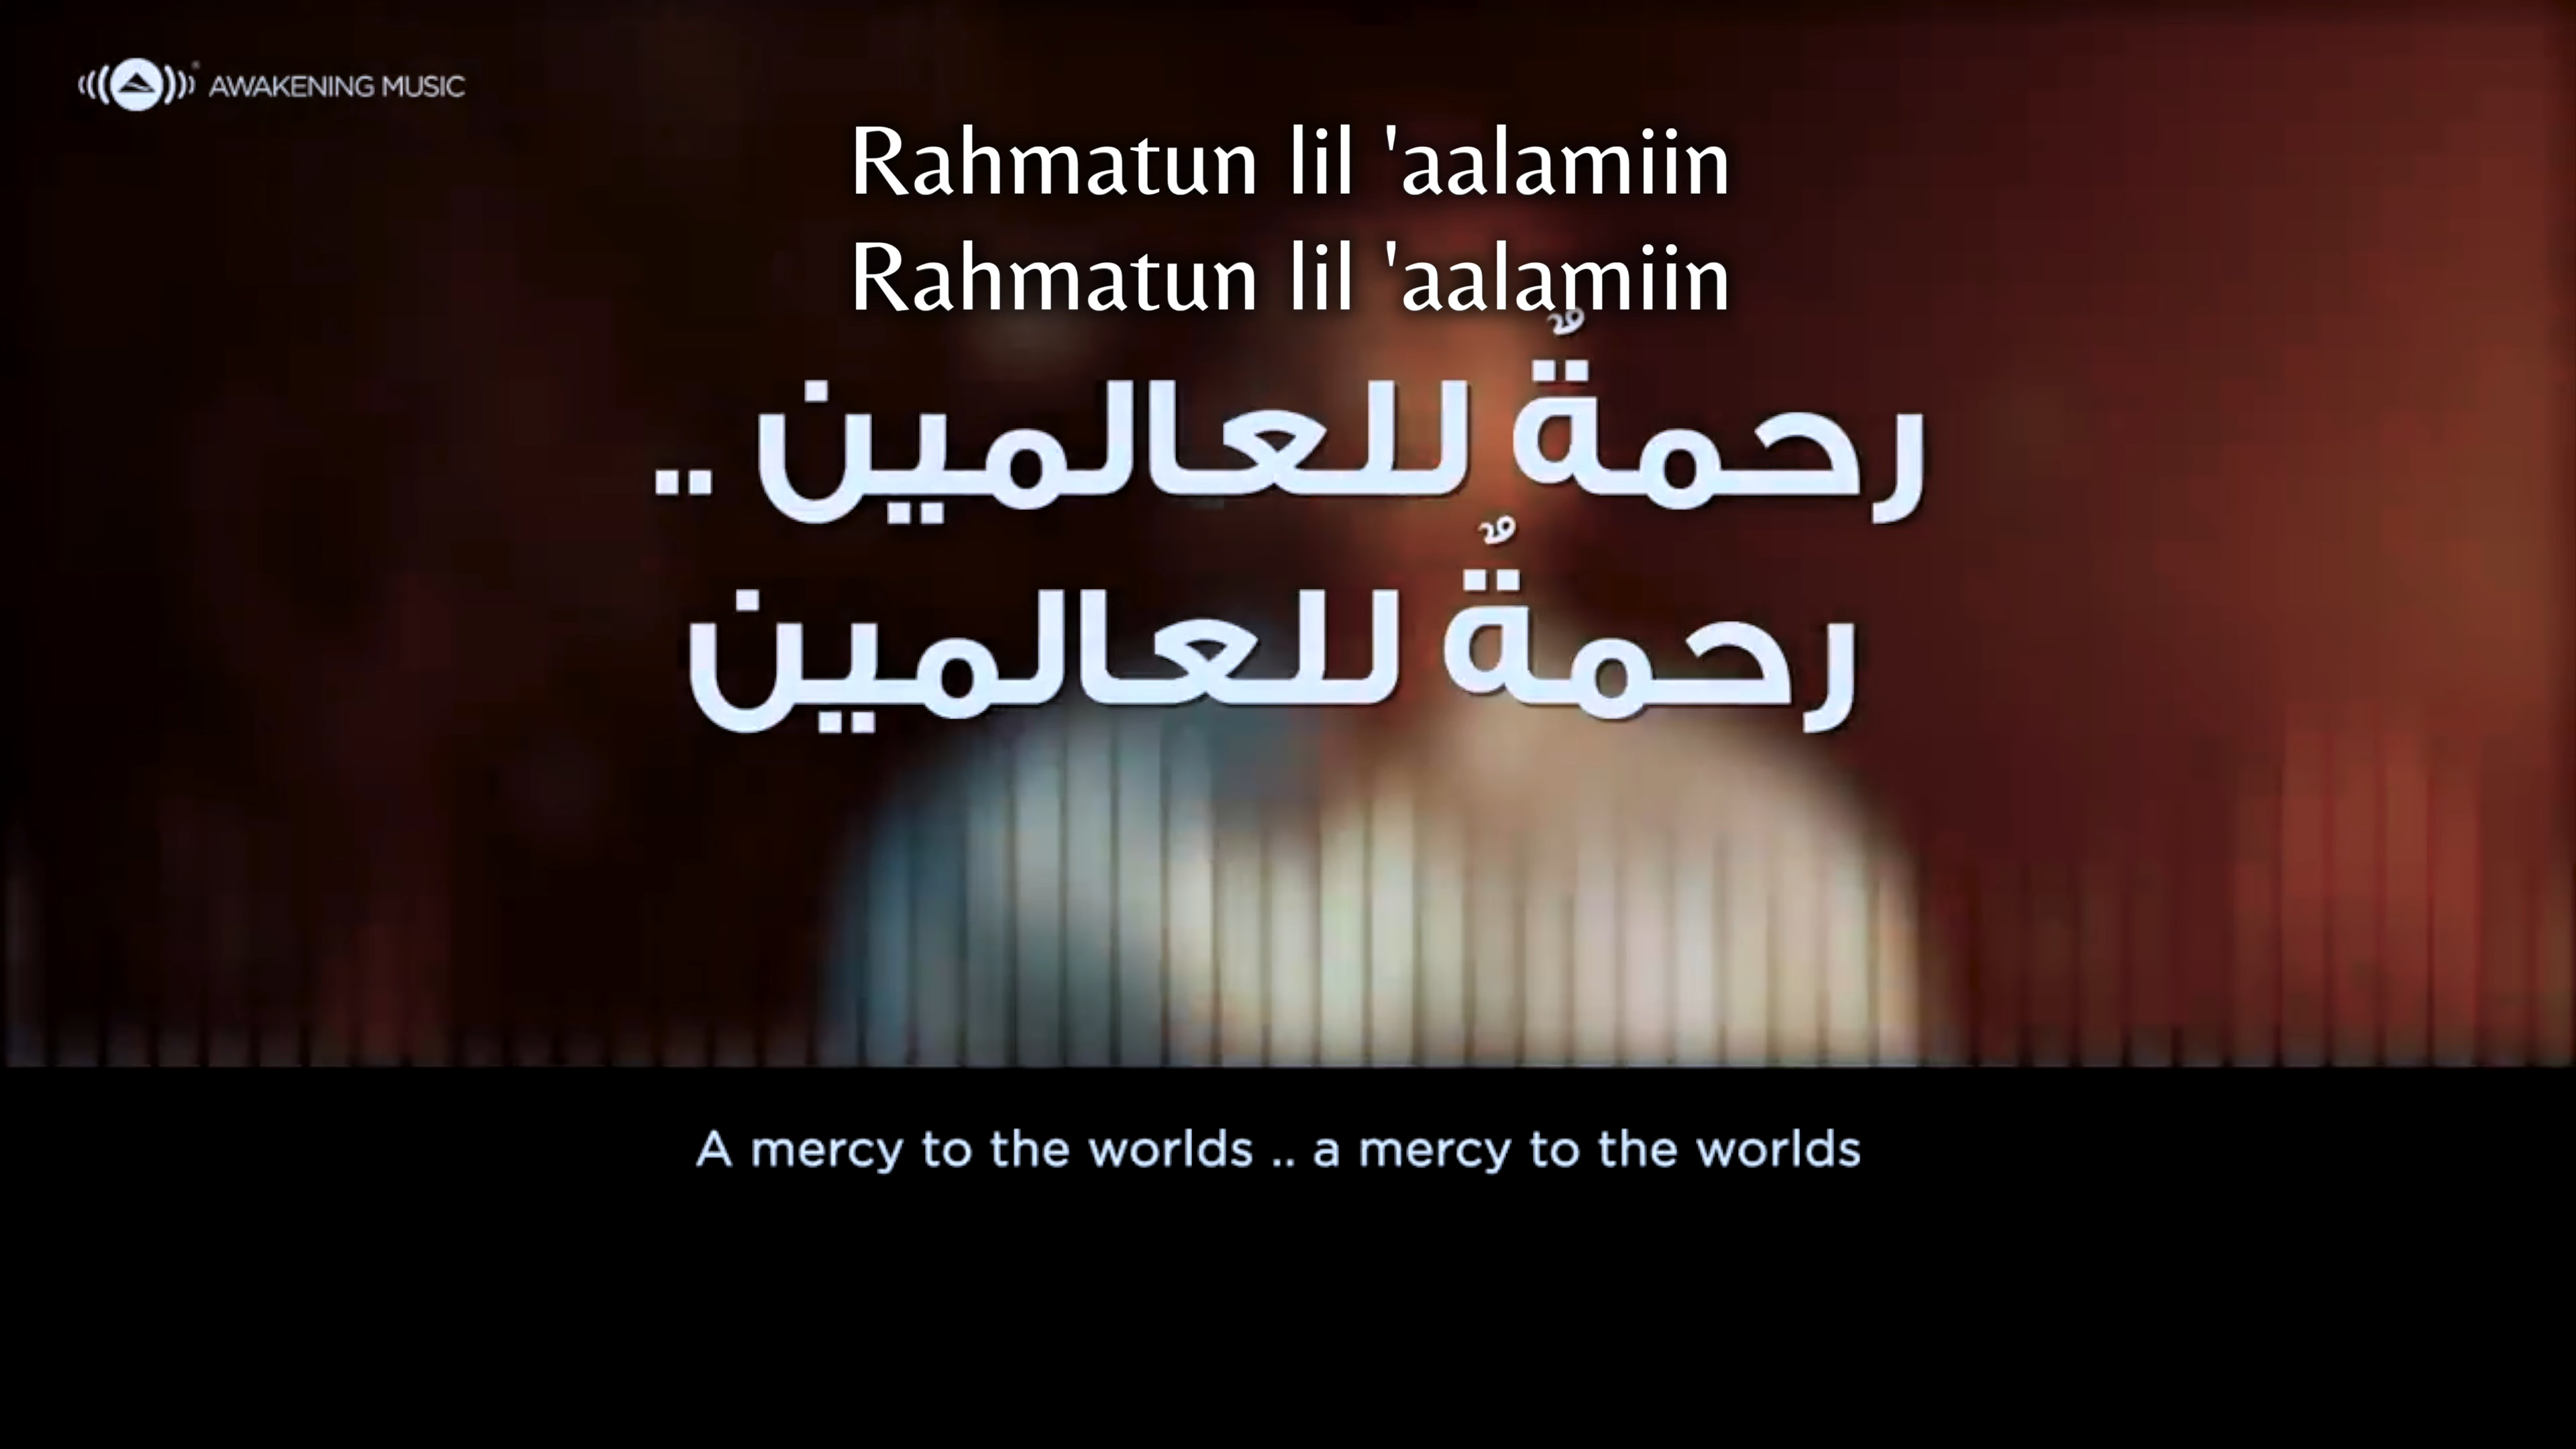 AWAKENING MUSIC
Rahmatun lil 'aalamiin
Rahmatun lil 'aalamiin
رحمةٌ للعالمين ..
رحمةٌ للعالمين
A mercy to the worlds .. a mercy to the worlds